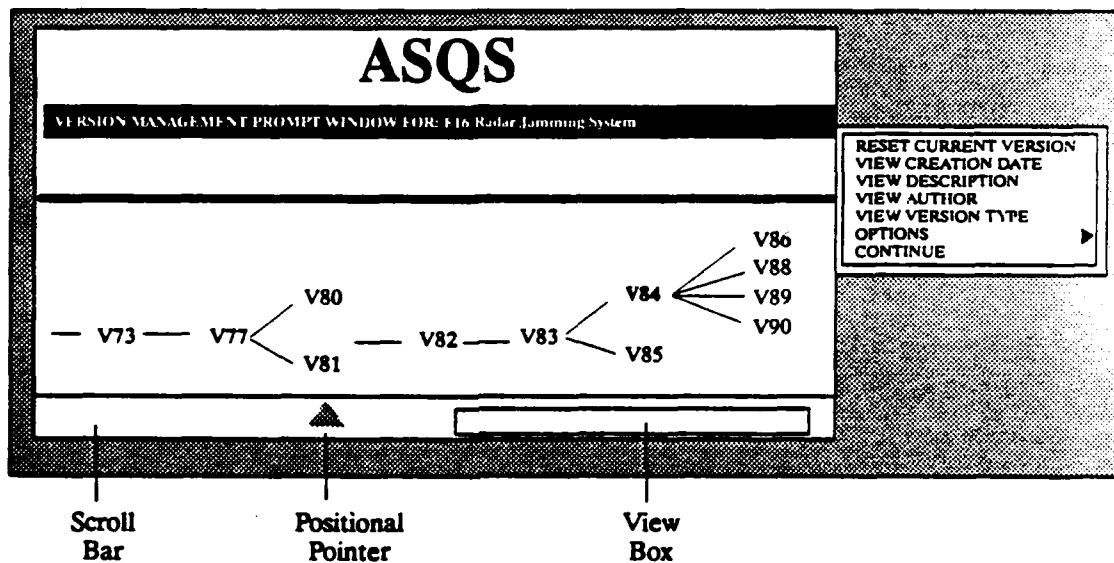 ASQS
VERSION MANAGEMENT PROMPT WINDOW FOR: F16 Radar Jamming System
RESET CURRENT VERSION
VIEW CREATION DATE
VIEW DESCRIPTION
VIEW AUTHOR
VIEW VERSION TYPE
OPTIONS
CONTINUE
V86
V88
V80
V84
V89
V90
V73
V77
V82
V83
V81
V85
Scroll
Bar
Positional
Pointer
View
Box